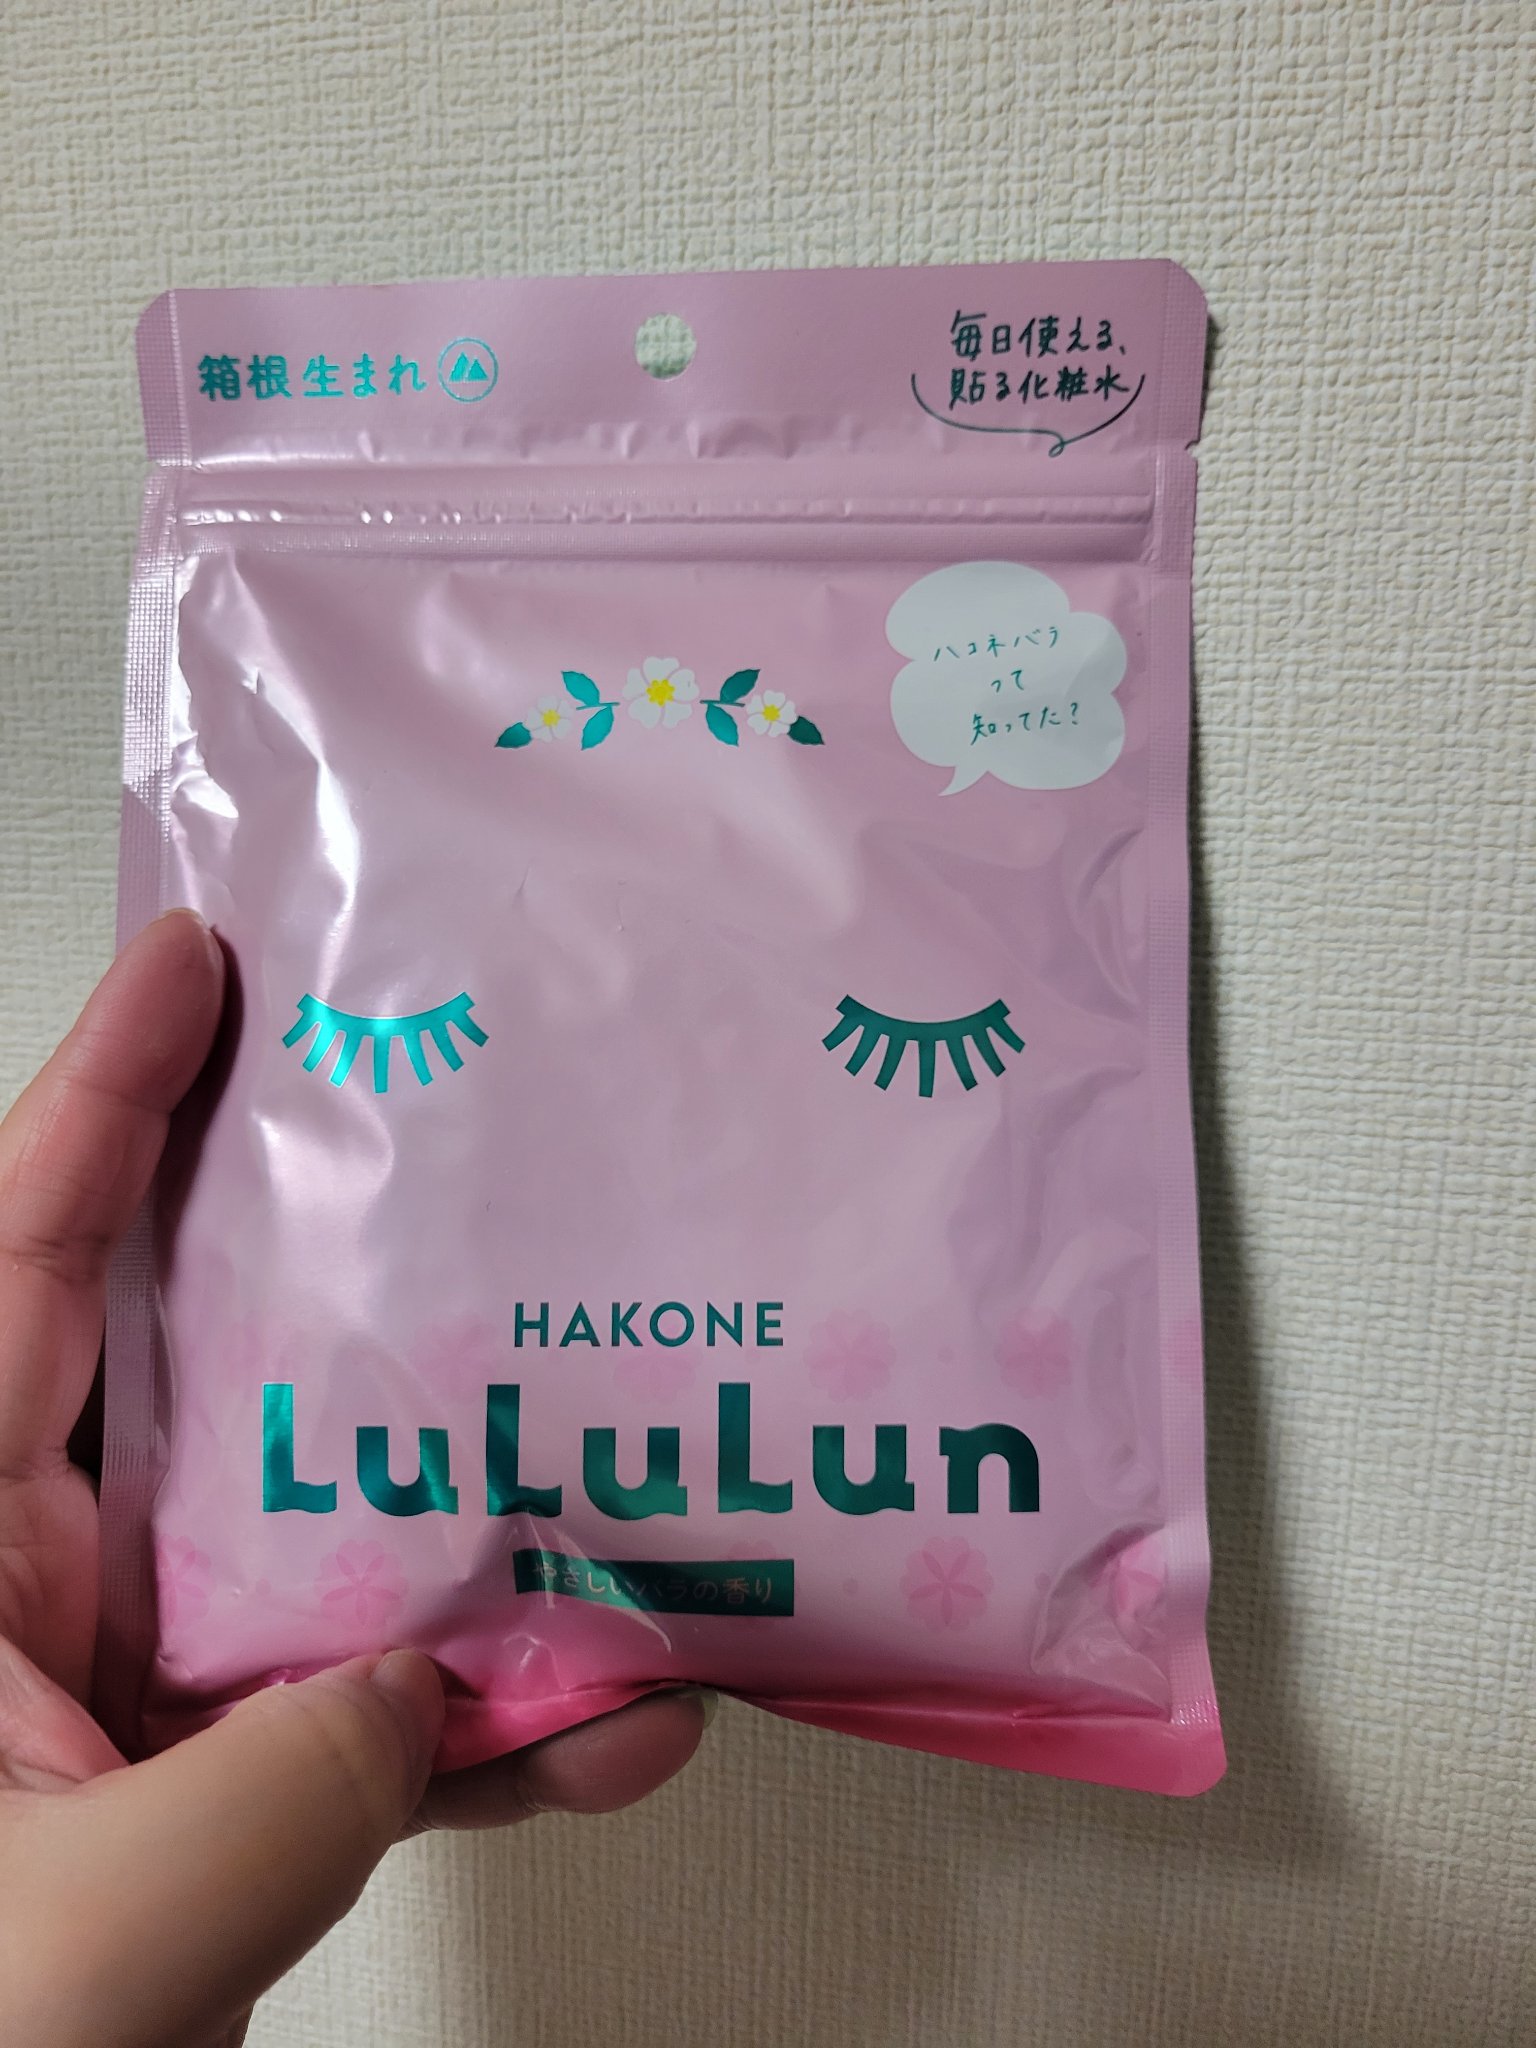 箱根生まれ
毎日使える、
貼る化粧水
ハコネバラ
って
知ってた?
HAKONE
LuLuLun
やさしいバラの香り